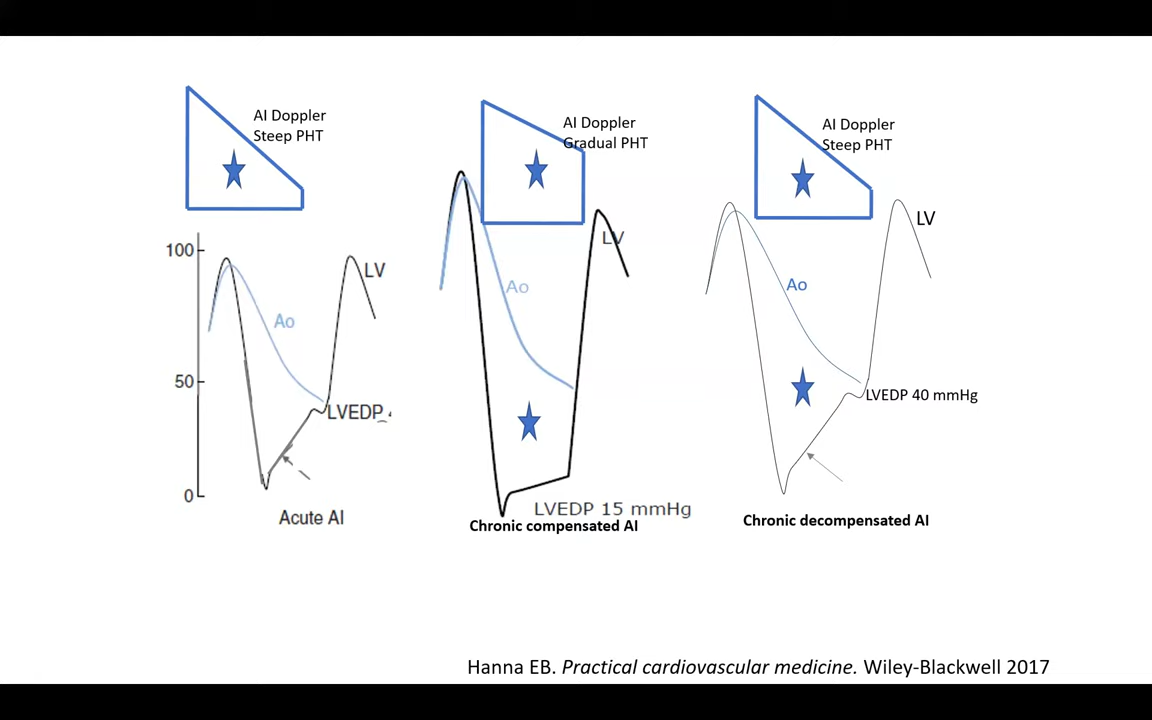 AI Doppler
Steep PHT
AI Doppler
Gradual PHT
AI Doppler
Steep PHT
100
50
0
Ao
LV
LVEDP
Acute AI
Ao
LV
LVEDP 15 mmHg
Chronic compensated AI
Ao
LV
LVEDP 40 mmHg
Chronic decompensated AI
Hanna EB. Practical cardiovascular medicine. Wiley-Blackwell 2017